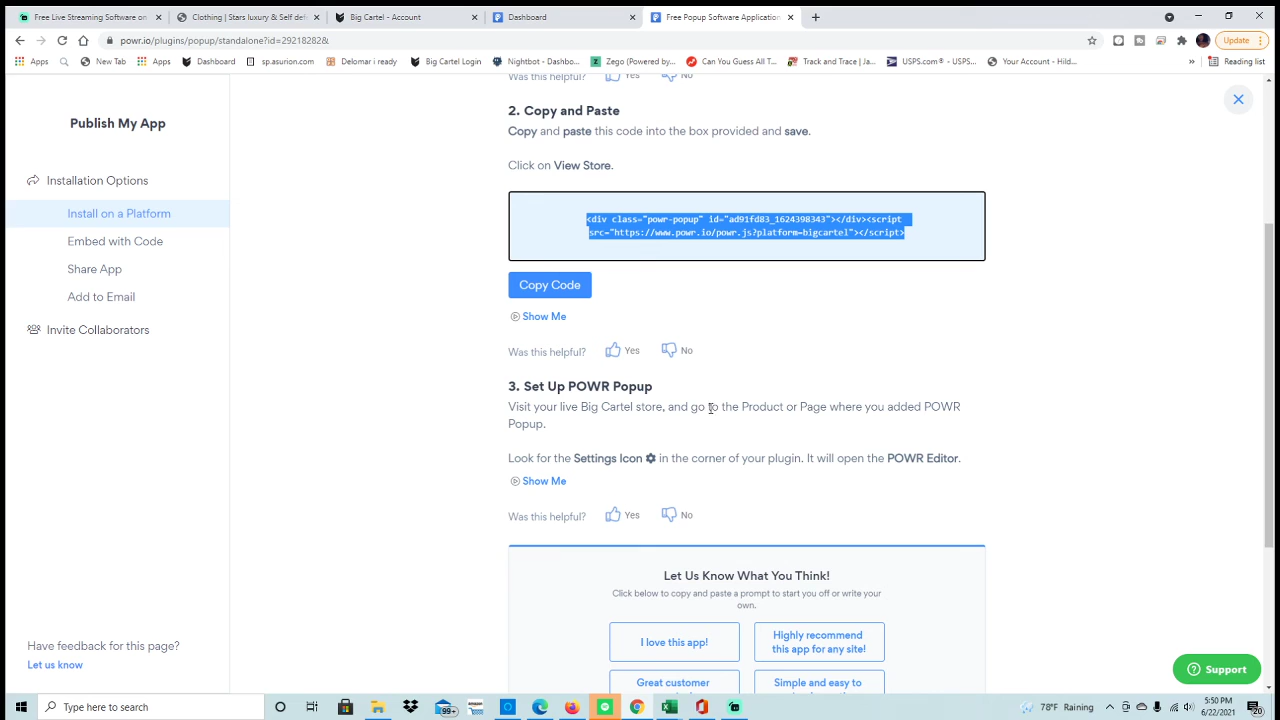 Free Live Streaming Software on
Clothing | Stars luxury & Self def
Big Cartel - Account
Dashboard
Free Popup Software Application
powr.io/plugins/popup/standalone?id=29218282&
Update
Apps
New Tab
Apps
Dashboard
sp.asurion.com
Delomar i ready
Big Cartel Login
Nightbot - Dashbo...
Zego (Powered by...
Can You Guess All T...
Track and Trace | Ja...
USPS.com® - USPS...
Your Account - Hild...
»
Reading list
Was this helpful? Yes No
Publish My App
Installation Options
Install on a Platform
Embed with Code
Share App
Add to Email
Invite Collaborators
Have feedback for this page?
Let us know
2. Copy and Paste
Copy and paste this code into the box provided and save.
Click on View Store.
<div class="powr-popup" id="ad91fd83_1624398343"></div><script
src="https://www.powr.io/powr.js?platform=bigcartel"></script>
Copy Code
Show Me
Was this helpful? Yes No
3. Set Up POWR Popup
Visit your live Big Cartel store, and go to the Product or Page where you added POWR
Popup.
Look for the Settings Icon in the corner of your plugin. It will open the POWR Editor.
Show Me
Was this helpful? Yes No
Let Us Know What You Think!
Click below to copy and paste a prompt to start you off or write your
own.
I love this app!
Highly recommend
this app for any site!
Great customer
Simple and easy to
Support
Type here to search
99+
78°F Raining
5:50 PM
6/22/2021
20